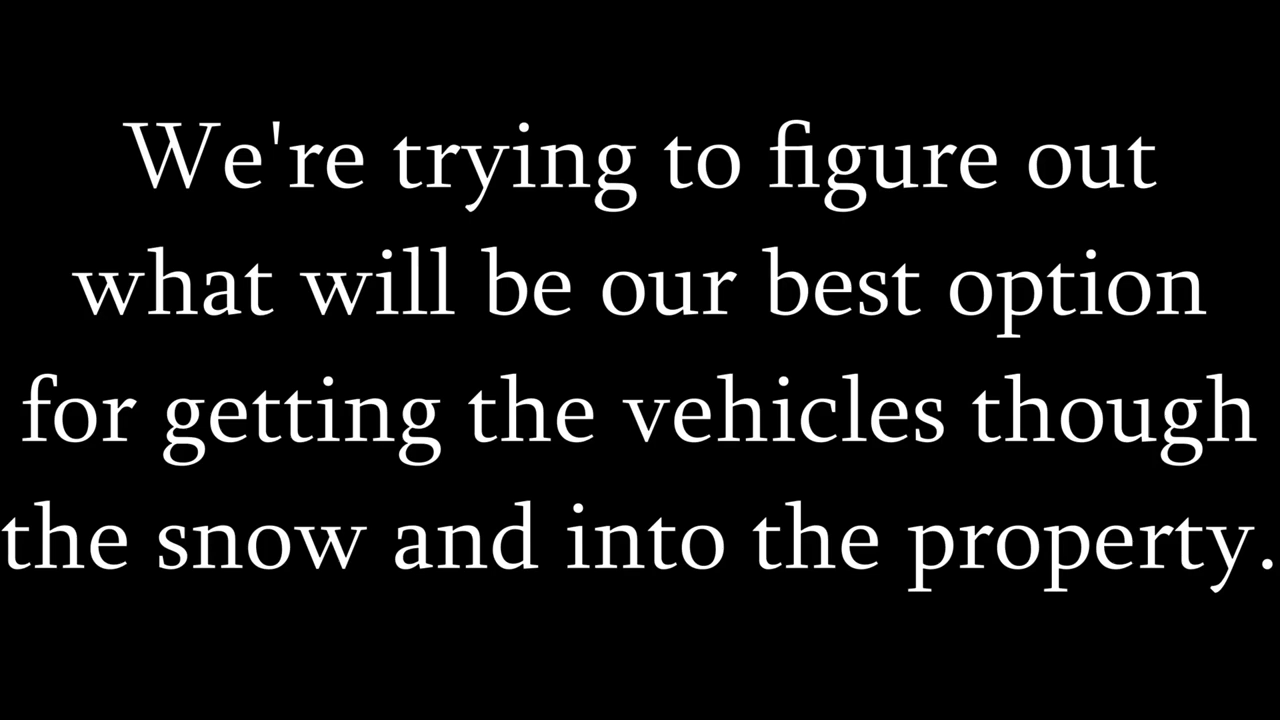 We're trying to figure out
what will be our best option
for getting the vehicles though
the snow and into the property.